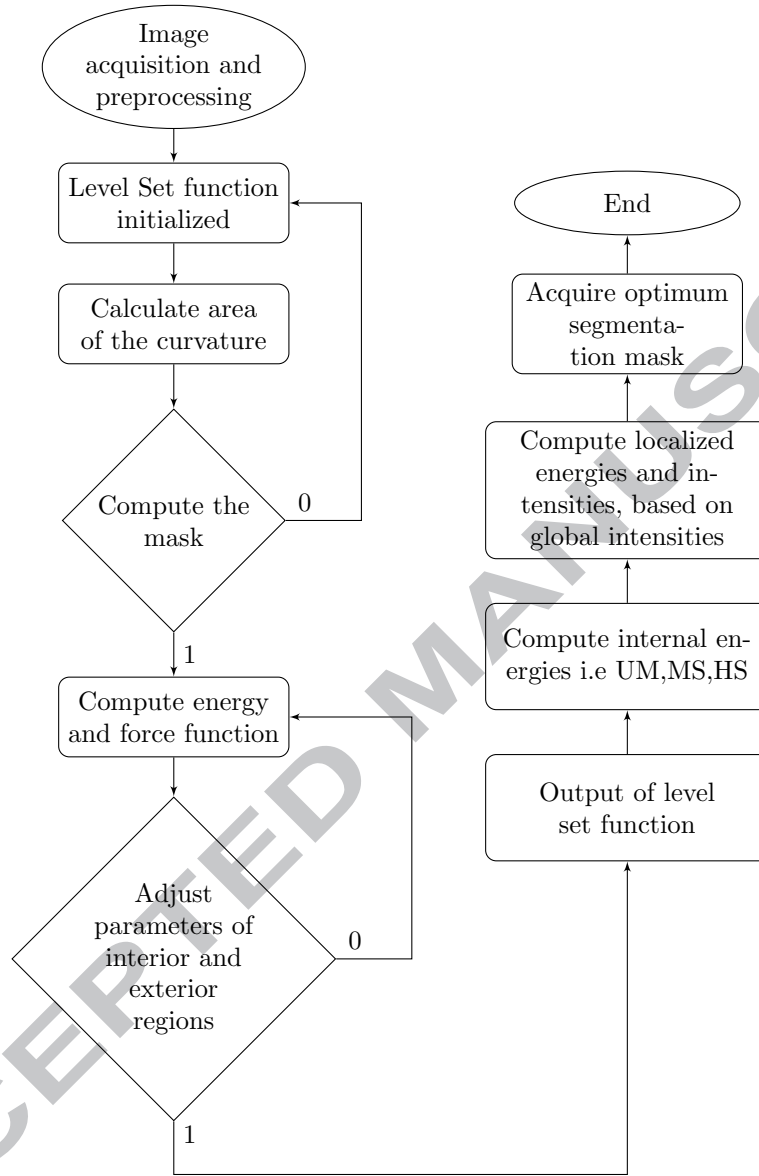 Image
acquisition and
preprocessing
Level Set function
initialized
Calculate area
of the curvature
Compute the
mask
0
1
Compute energy
and force function
Adjust
parameters of
interior and
exterior
regions
0
1
End
Acquire optimum
segmenta-
tion mask
Compute localized
energies and in-
tensities, based on
global intensities
Compute internal en-
ergies i.e UM,MS,HS
Output of level
set function
CEPTED MANUSC